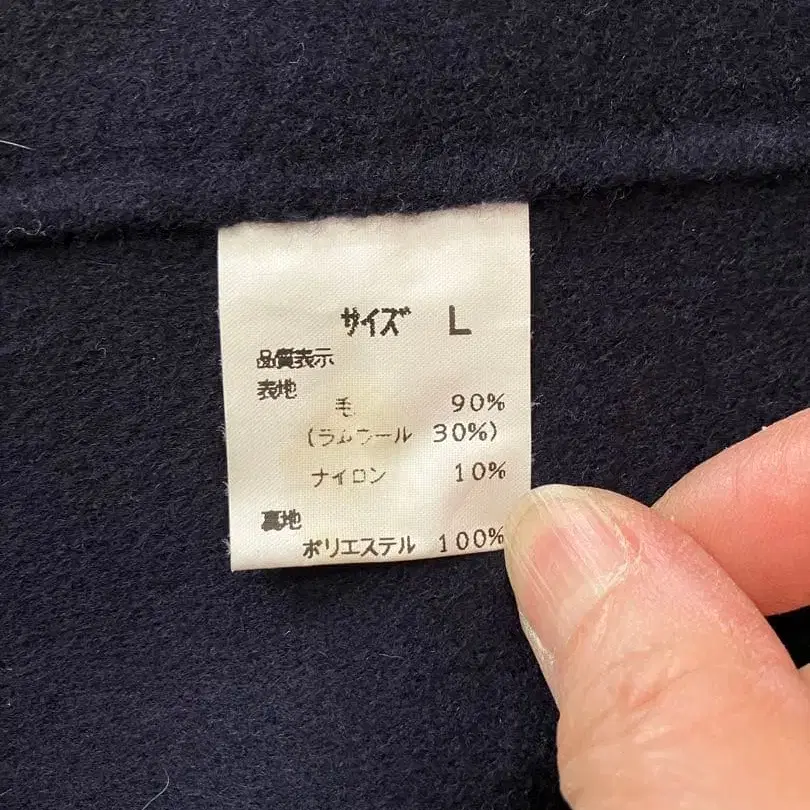 サイズ L
品質表示
表地
毛 90%
(ラムウール 30%)
ナイロン 10%
裏地
ポリエステル 100%